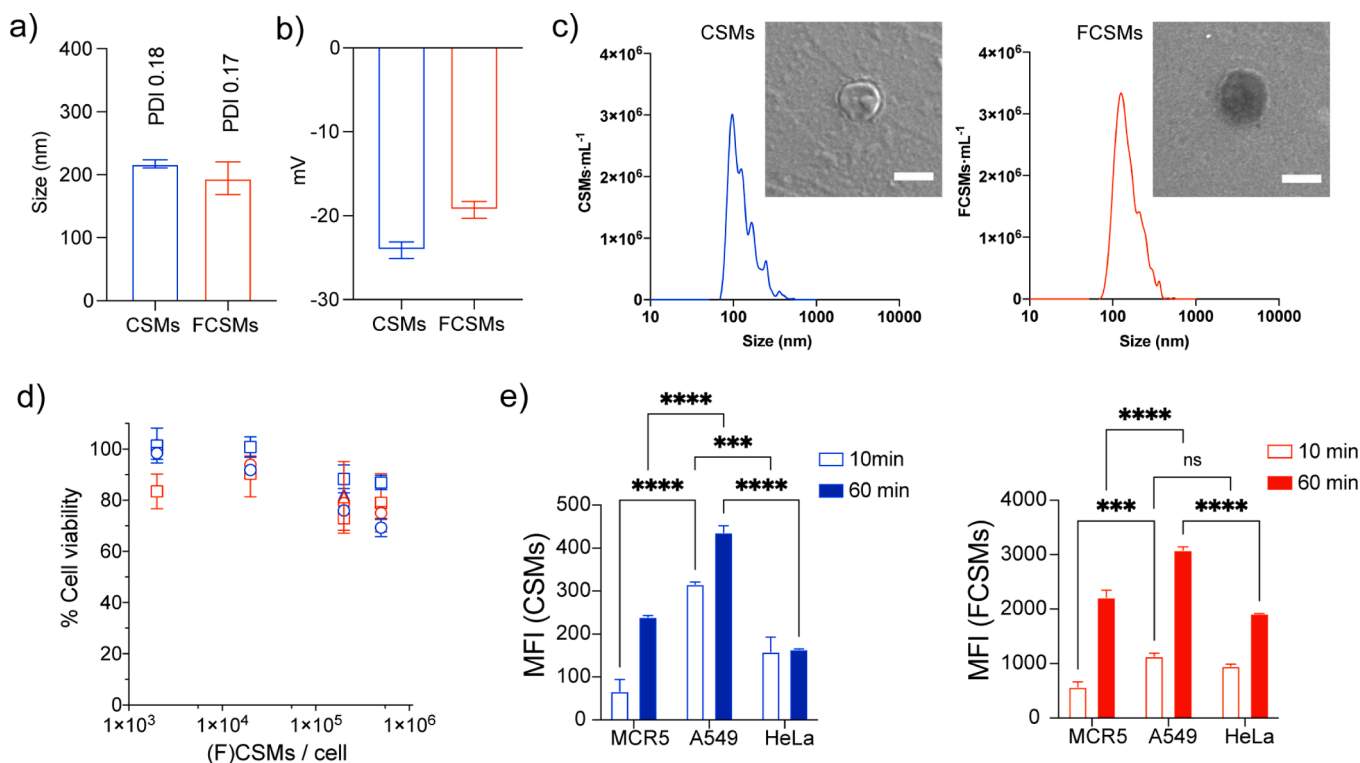 a)
400
300
200
100
0
Size (nm)
PDI 0.18
PDI 0.17
CSMs FCSMs
b)
0
-10
-20
-30
mV
CSMs FCSMs
c)
CSMs
4×10⁶
3×10⁶
2×10⁶
1×10⁶
0
CSMs·mL⁻¹
10 100 1000 10000
Size (nm)
FCSMs
4×10⁶
3×10⁶
2×10⁶
1×10⁶
0
FCSMs·mL⁻¹
10 100 1000 10000
Size (nm)
d)
100
80
60
40
20
0
% Cell viability
1×10³ 1×10⁴ 1×10⁵ 1×10⁶
(F)CSMs / cell
e)
****
***
****
****
10min
60 min
500
400
300
200
100
0
MFI (CSMs)
MCR5 A549 HeLa
****
ns
***
****
10 min
60 min
4000
3000
2000
1000
0
MFI (FCSMs)
MCR5 A549 HeLa